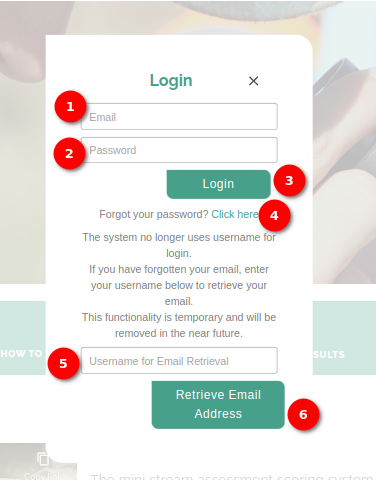 Login
1
Email
2
Password
Login
3
Forgot your password? Click here
4
The system no longer uses username for
login.
If you have forgotten your email, enter
your username below to retrieve your
email.
This functionality is temporary and will be
removed in the near future.
HOW TO
SULTS
5
Username for Email Retrieval
Retrieve Email
Address
6
The mini stream assessment scoring system